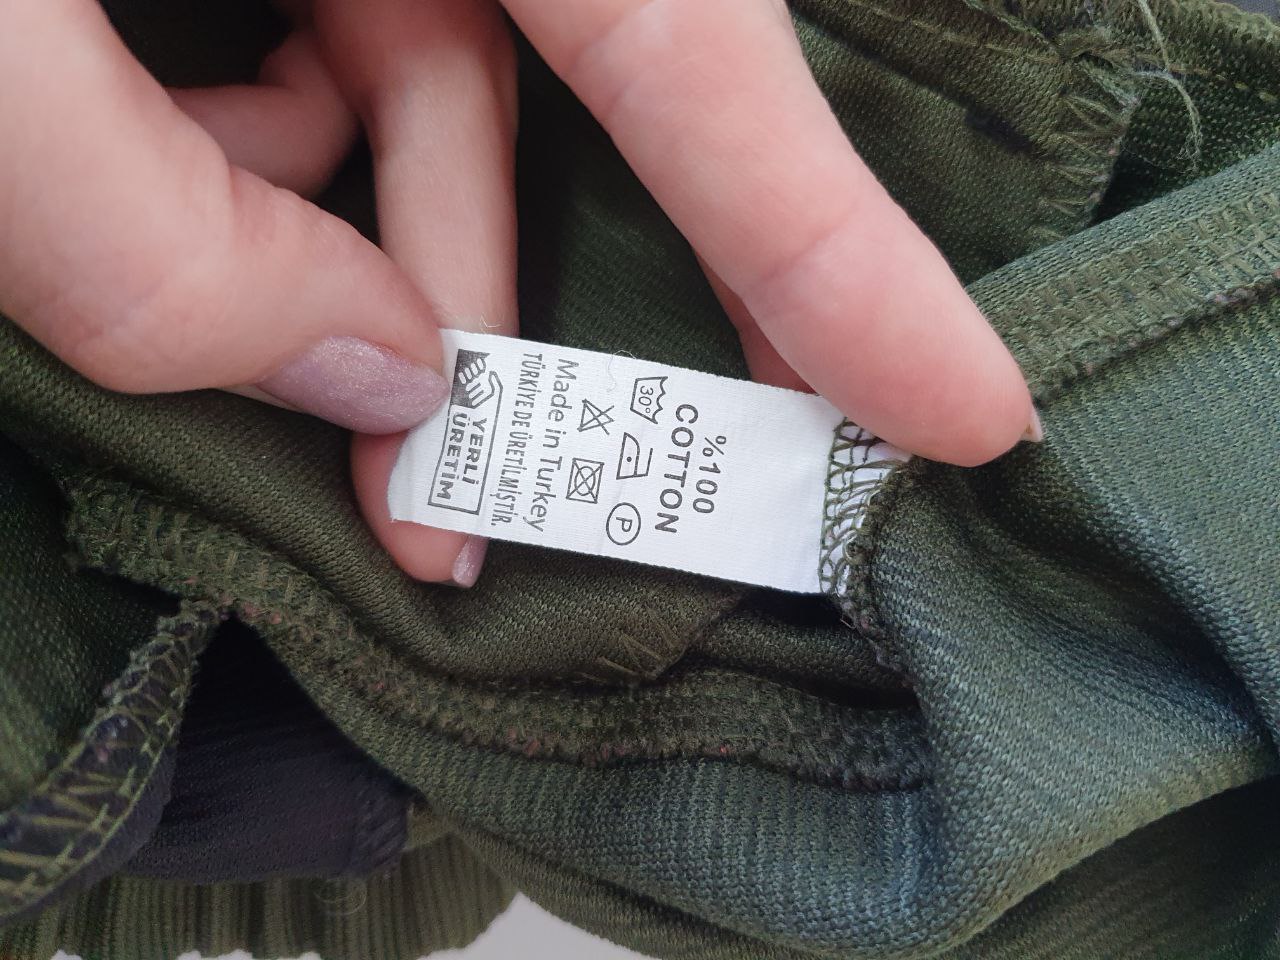 %100
COTTON
30°
P
Made in Turkey
TÜRKİYE DE ÜRETİLMİŞTİR.
YERLİ
ÜRETİM